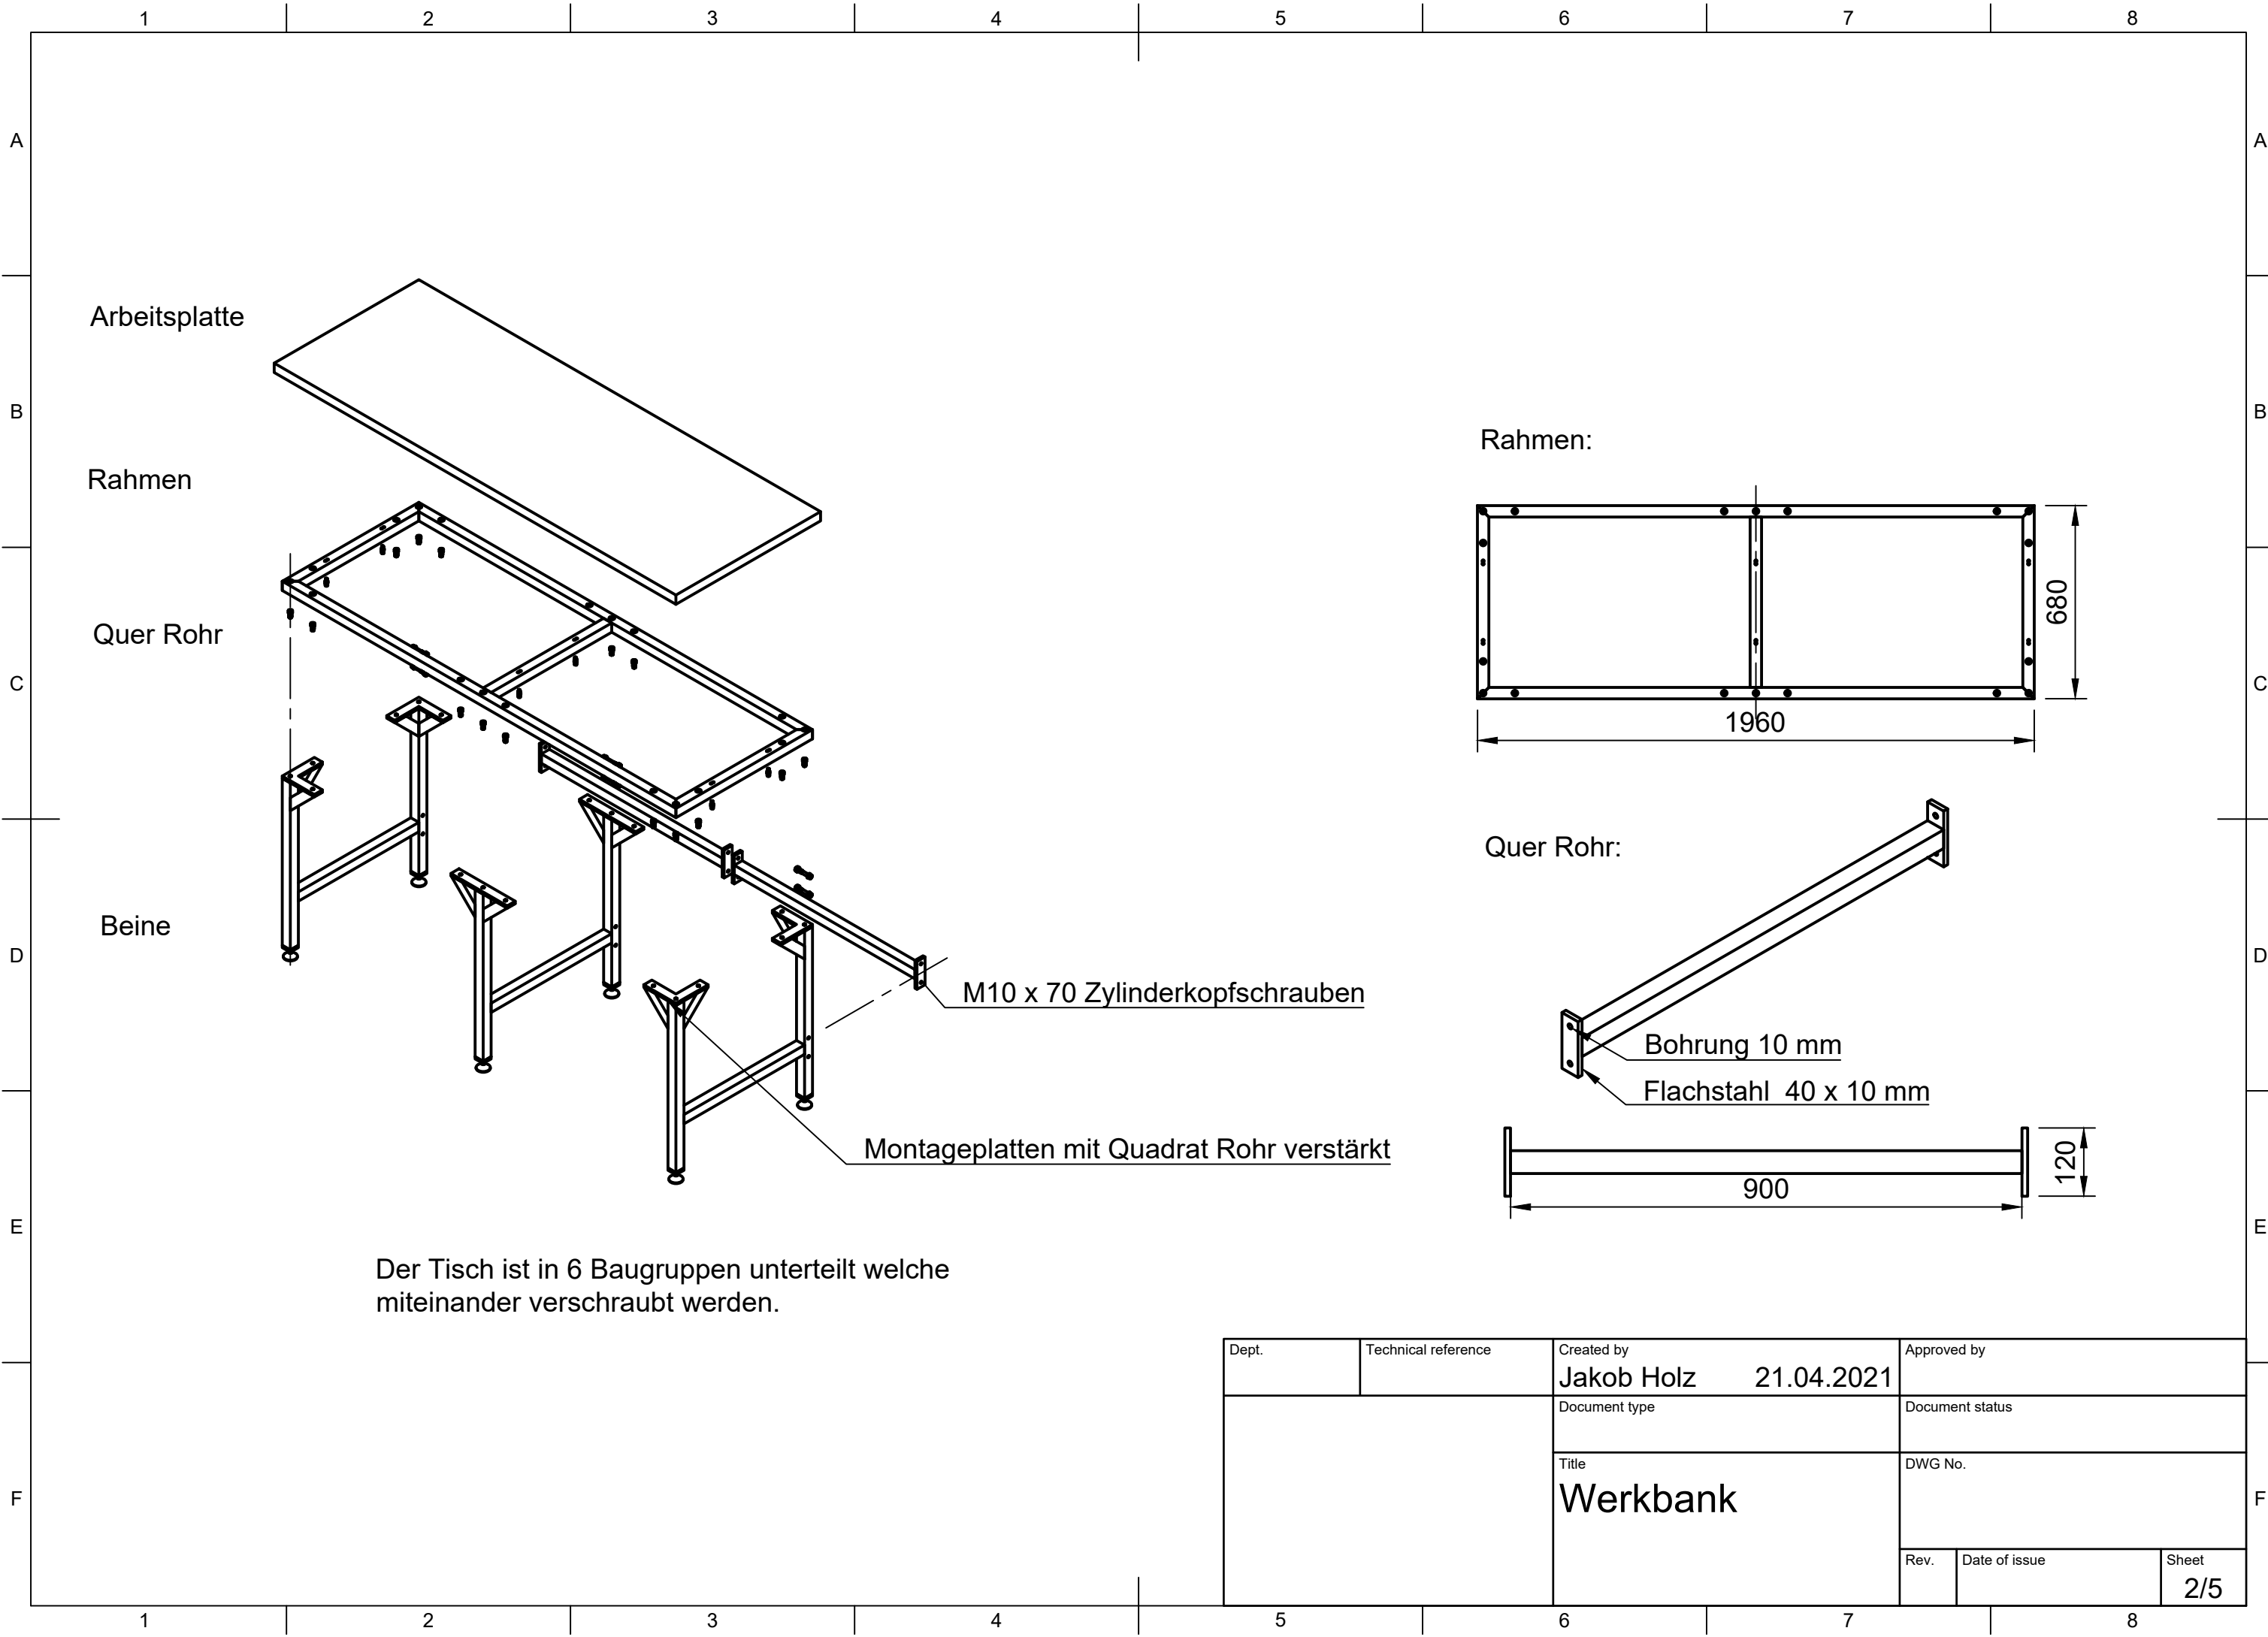 1 2 3 4 5 6 7 8
A A
B B
C C
D D
E E
F F
Arbeitsplatte
Rahmen
Quer Rohr
Beine
M10 x 70 Zylinderkopfschrauben
Montageplatten mit Quadrat Rohr verstärkt
Der Tisch ist in 6 Baugruppen unterteilt welche
miteinander verschraubt werden.
Rahmen:
680
1960
Quer Rohr:
Bohrung 10 mm
Flachstahl 40 x 10 mm
120
900
Dept.
Technical reference
Created by
Jakob Holz 21.04.2021
Approved by
Document type
Document status
Title
Werkbank
DWG No.
Rev.
Date of issue
Sheet
2/5
1 2 3 4 5 6 7 8